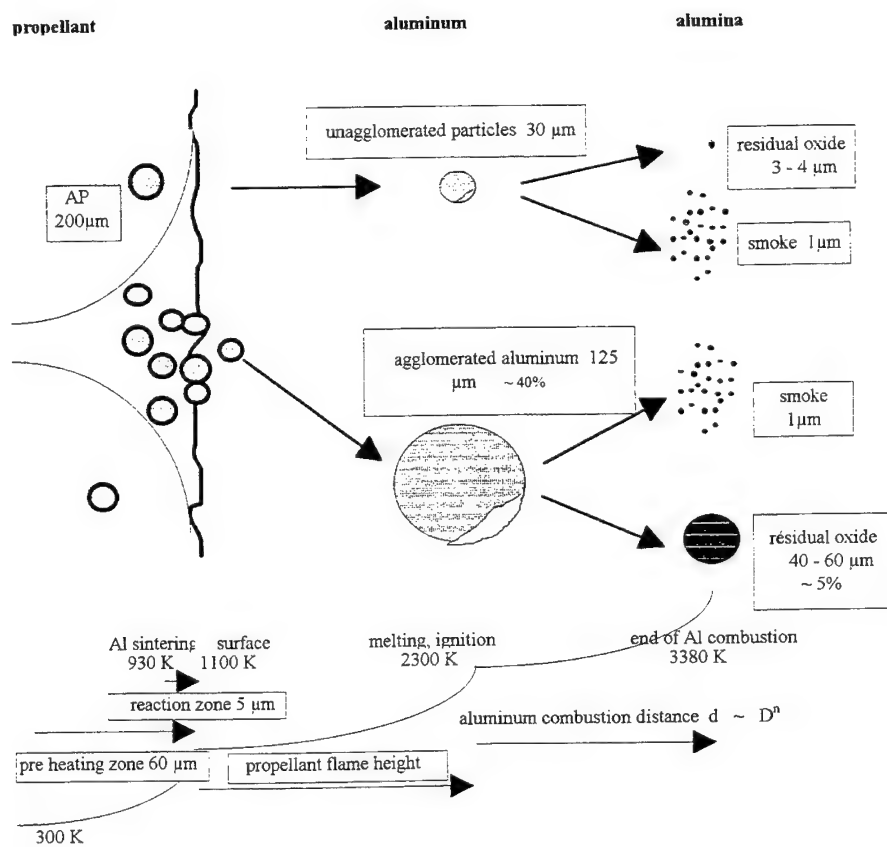 propellant
aluminum
alumina
unagglomerated particles 30 µm
residual oxide
3 - 4 µm
AP
200µm
smoke 1µm
agglomerated aluminum 125
µm ~ 40%
smoke
1µm
résidual oxide
40 - 60 µm
~ 5%
Al sintering surface
930 K 1100 K
melting, ignition
2300 K
end of Al combustion
3380 K
reaction zone 5 µm
aluminum combustion distance d ~ Dⁿ
pre heating zone 60 µm
propellant flame height
300 K